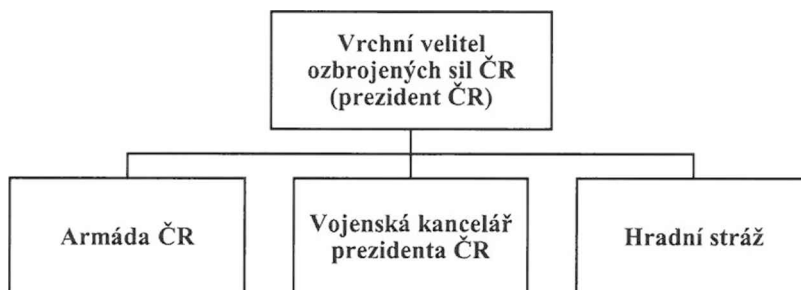 Vrchní velitel
ozbrojených sil ČR
(prezident ČR)
Armáda ČR
Vojenská kancelář
prezidenta ČR
Hradní stráž